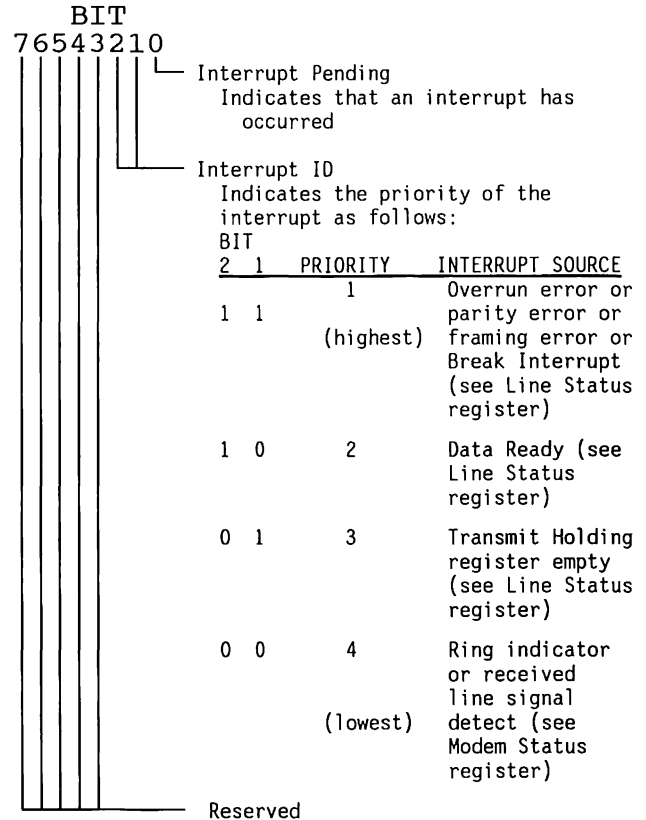 BIT
76543210
Interrupt Pending
Indicates that an interrupt has
occurred
Interrupt ID
Indicates the priority of the
interrupt as follows:
BIT
2 1 PRIORITY INTERRUPT SOURCE
1 Overrun error or
1 1 parity error or
(highest) framing error or
Break Interrupt
(see Line Status
register)
1 0 2 Data Ready (see
Line Status
register)
0 1 3 Transmit Holding
register empty
(see Line Status
register)
0 0 4 Ring indicator
or received
line signal
(lowest) detect (see
Modem Status
register)
Reserved